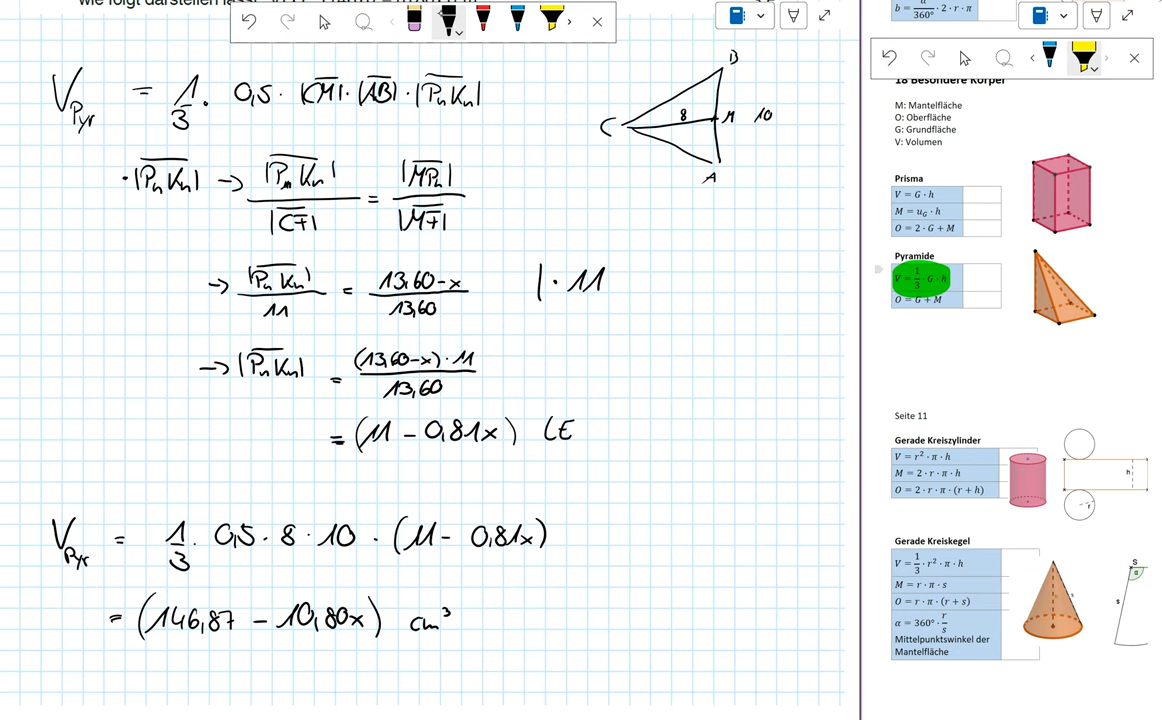 V_Pyr = 1/3 · 0,5 · |CM| · |AB| · |PnKn|
B
C 8 M 10
A
· |PnKn| → |PnKn| / |CF| = |MPn| / |MF|
→ |PnKn| / 11 = 13,60-x / 13,60 | · 11
→ |PnKn| = (13,60-x) · 11 / 13,60
= (11 - 0,81x) LE
V_Pyr = 1/3 · 0,5 · 8 · 10 · (11 - 0,81x)
= (146,87 - 10,80x) cm³
b = α/360° · 2 · r · π
18 Besondere Körper
M: Mantelfläche
O: Oberfläche
G: Grundfläche
V: Volumen
Prisma
V = G · h
M = u_G · h
O = 2 · G + M
Pyramide
V = 1/3 · G · h
O = G + M
Seite 11
Gerade Kreiszylinder
V = r² · π · h
M = 2 · r · π · h
O = 2 · r · π · (r + h)
h
r
Gerade Kreiskegel
V = 1/3 · r² · π · h
M = r · π · s
O = r · π · (r + s)
α = 360° · r/s
Mittelpunktswinkel der
Mantelfläche
S
α
s